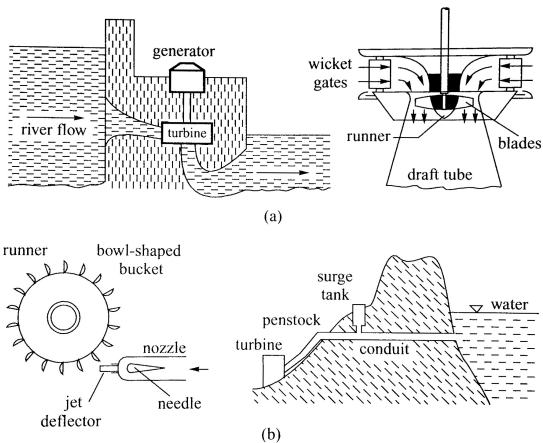 generator
river flow
turbine
wicket
gates
runner
blades
draft tube
(a)
runner
bowl-shaped
bucket
nozzle
jet
deflector
needle
surge
tank
penstock
turbine
conduit
water
(b)